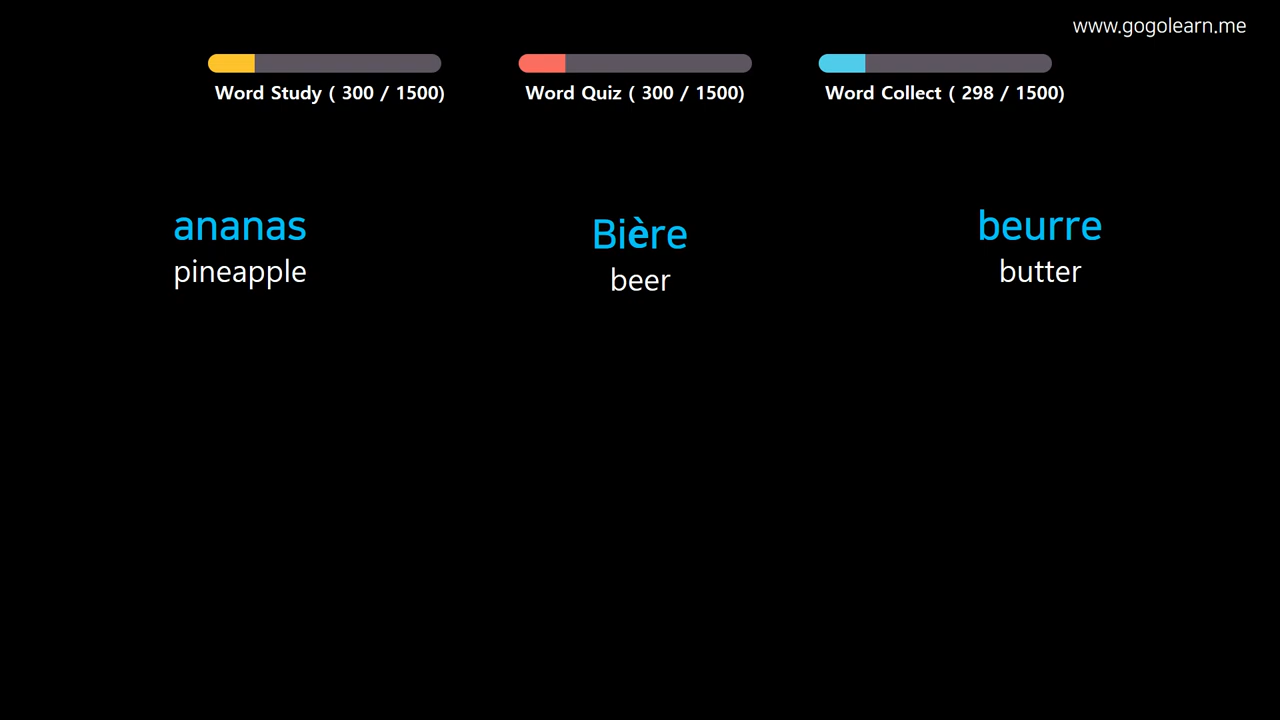 www.gogolearn.me
Word Study ( 300 / 1500)
Word Quiz ( 300 / 1500)
Word Collect ( 298 / 1500)
ananas
pineapple
Bière
beer
beurre
butter